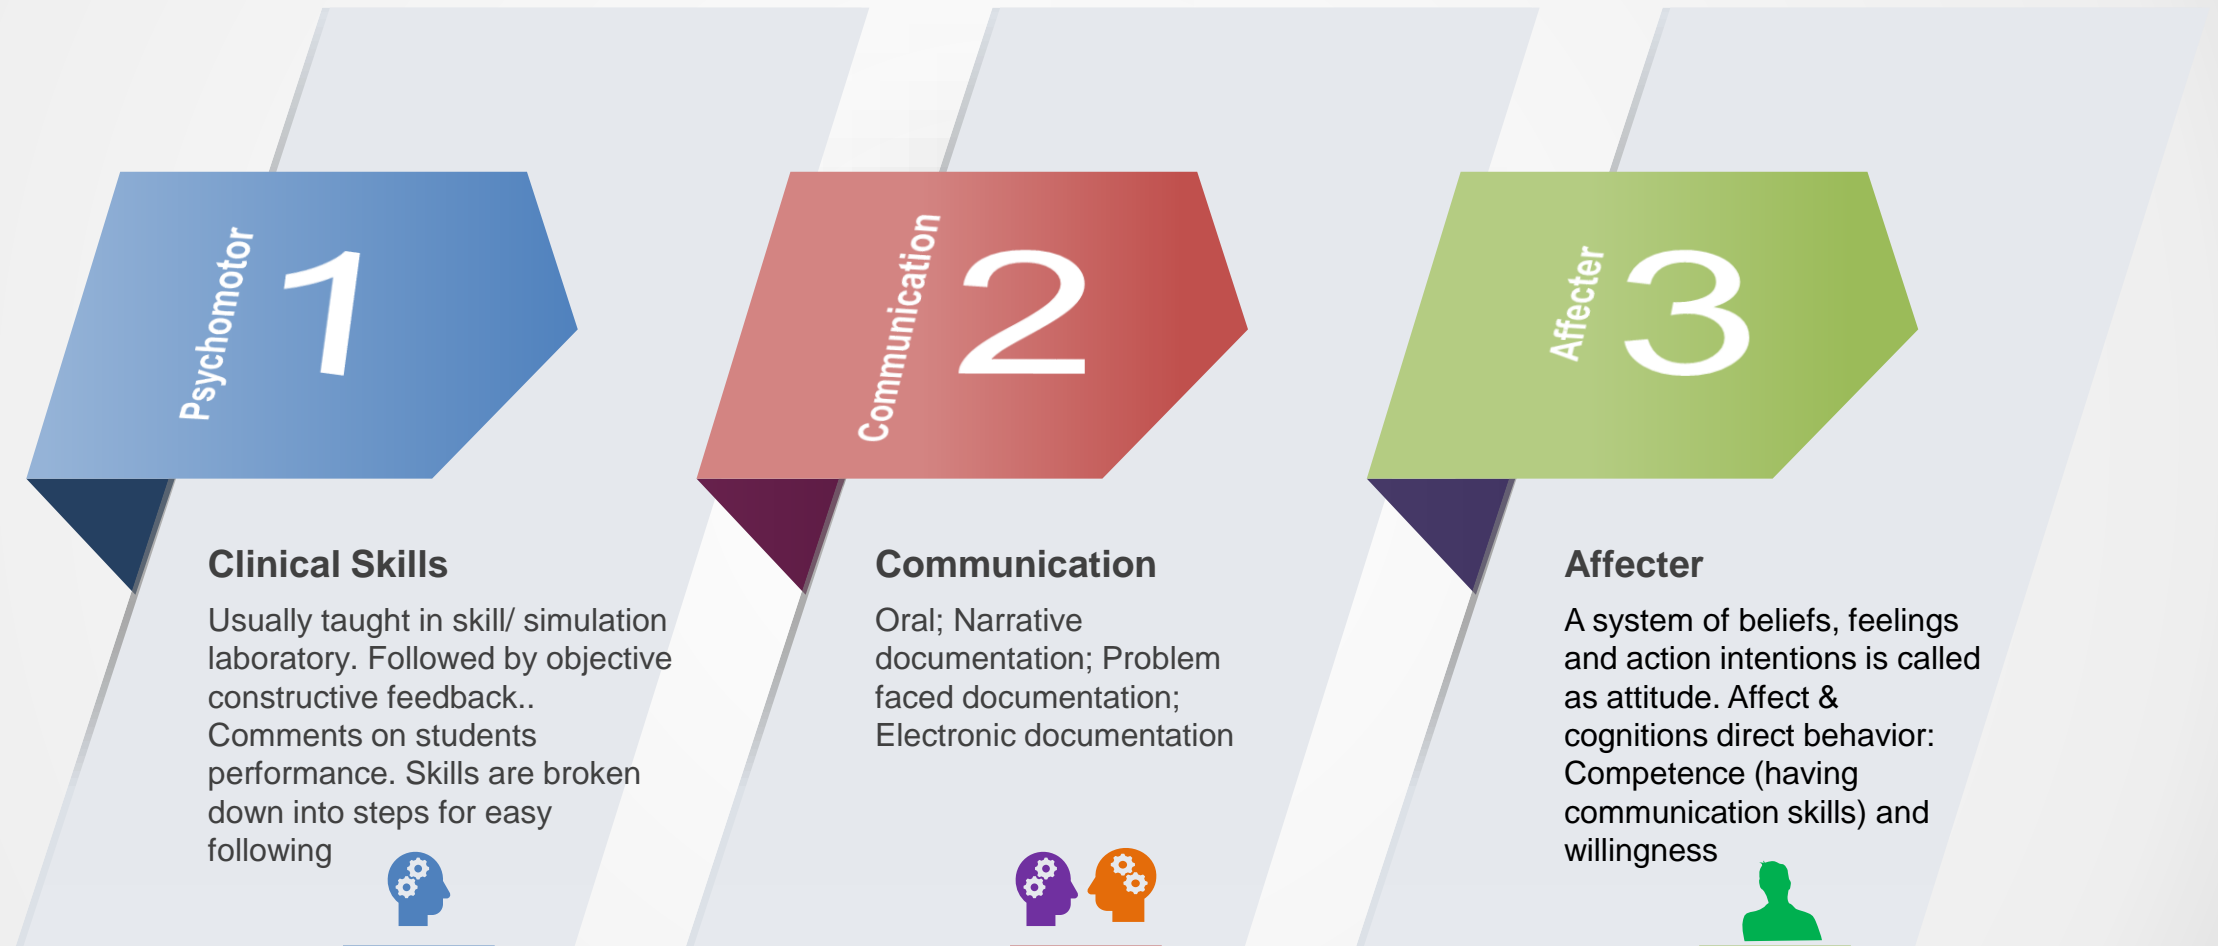 Psychomotor
1
Clinical Skills
Usually taught in skill/ simulation
laboratory. Followed by objective
constructive feedback..
Comments on students
performance. Skills are broken
down into steps for easy
following
Communication
2
Communication
Oral; Narrative
documentation; Problem
faced documentation;
Electronic documentation
Affecter
3
Affecter
A system of beliefs, feelings
and action intentions is called
as attitude. Affect &
cognitions direct behavior:
Competence (having
communication skills) and
willingness